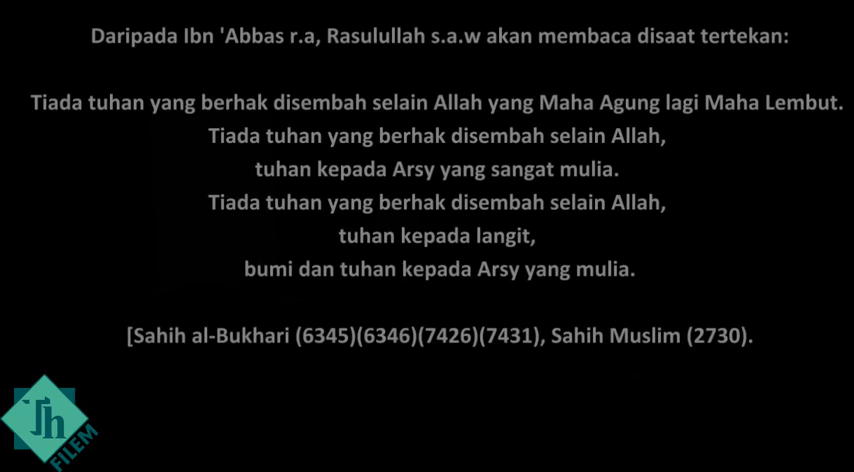 Daripada Ibn 'Abbas r.a, Rasulullah s.a.w akan membaca disaat tertekan:
Tiada tuhan yang berhak disembah selain Allah yang Maha Agung lagi Maha Lembut.
Tiada tuhan yang berhak disembah selain Allah,
tuhan kepada Arsy yang sangat mulia.
Tiada tuhan yang berhak disembah selain Allah,
tuhan kepada langit,
bumi dan tuhan kepada Arsy yang mulia.
[Sahih al-Bukhari (6345)(6346)(7426)(7431), Sahih Muslim (2730).
Th
FILEM